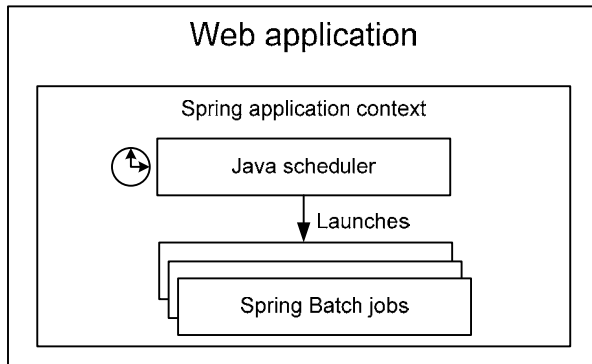 Web application
Spring application context
Java scheduler
Launches
Spring Batch jobs